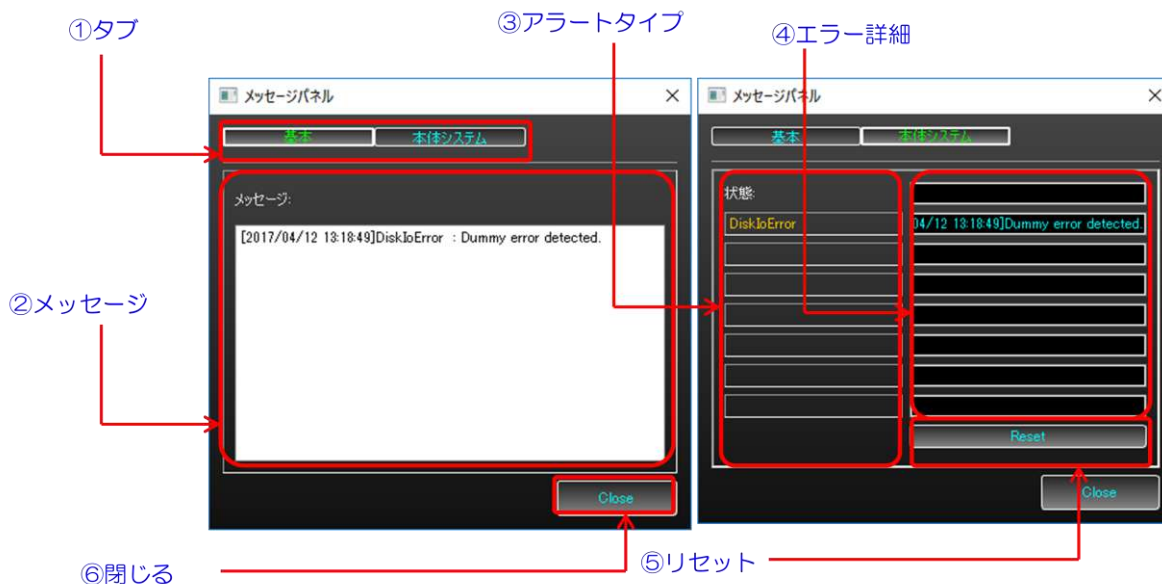 ①タブ
③アラートタイプ
④エラー詳細
メッセージパネル
基本
本体システム
メッセージ:
[2017/04/12 13:18:49]DiskIoError : Dummy error detected.
Close
メッセージパネル
基本
本体システム
状態:
DiskIoError
04/12 13:18:49]Dummy error detected.
Reset
Close
②メッセージ
⑤リセット
⑥閉じる